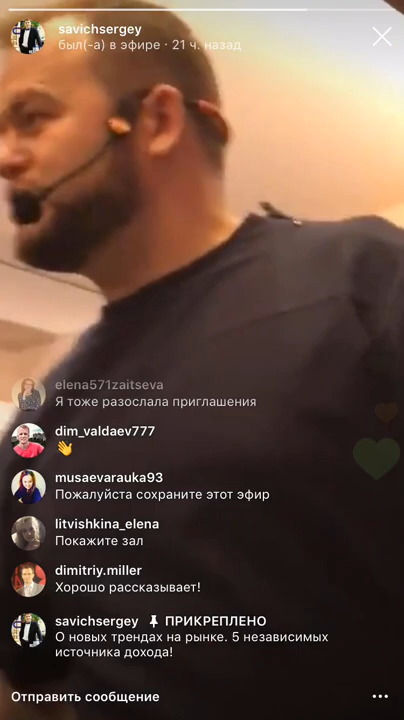 savichsergey
был(-а) в эфире · 21 ч. назад
elena571zaitseva
Я тоже разослала приглашения
dim_valdaev777
👋
musaevarauka93
Пожалуйста сохраните этот эфир
litvishkina_elena
Покажите зал
dimitriy.miller
Хорошо рассказывает!
savichsergey 📌 ПРИКРЕПЛЕНО
О новых трендах на рынке. 5 независимых
источника дохода!
Отправить сообщение